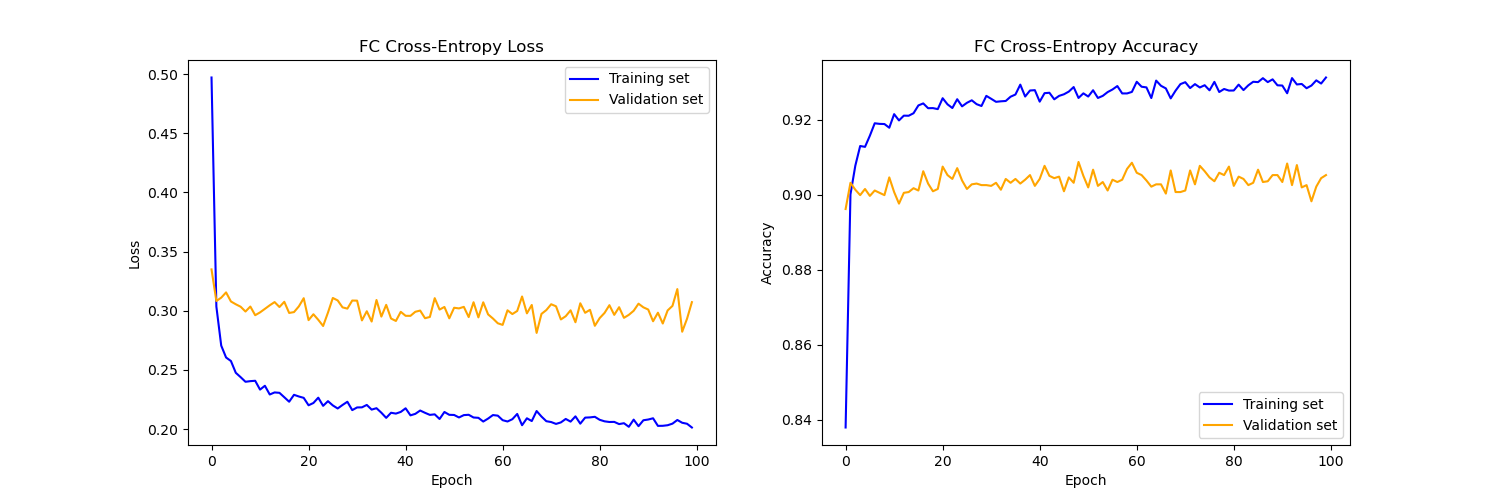 FC Cross-Entropy Loss
Training set
Validation set
0.50
0.45
0.40
0.35
0.30
0.25
0.20
Loss
0 20 40 60 80 100
Epoch
FC Cross-Entropy Accuracy
0.92
0.90
0.88
0.86
0.84
Accuracy
Training set
Validation set
0 20 40 60 80 100
Epoch